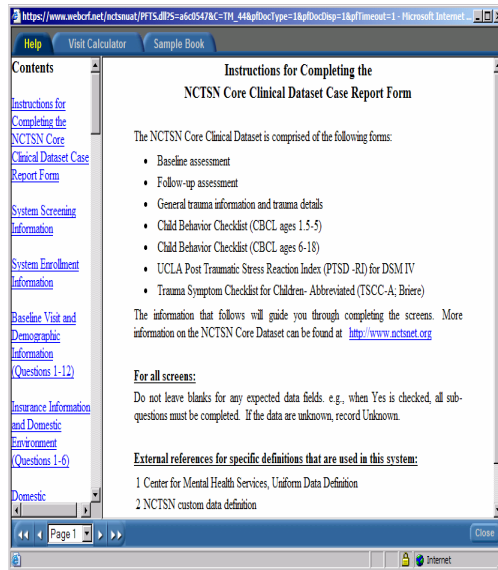 https://www.webcrf.net/nctsnuat/PFTS.dll?S=a6c0547&C=TM_44&pfDocType=1&pfDocDisp=1&pfTimeout=1 - Microsoft Internet ...
Help Visit Calculator Sample Book
Contents
Instructions for
Completing the
NCTSN Core
Clinical Dataset Case
Report Form
System Screening
Information
System Enrollment
Information
Baseline Visit and
Demographic
Information
(Questions 1-12)
Insurance Information
and Domestic
Environment
(Questions 1-6)
Domestic
Instructions for Completing the
NCTSN Core Clinical Dataset Case Report Form
The NCTSN Core Clinical Dataset is comprised of the following forms:
• Baseline assessment
• Follow-up assessment
• General trauma information and trauma details
• Child Behavior Checklist (CBCL ages 1.5-5)
• Child Behavior Checklist (CBCL ages 6-18)
• UCLA Post Traumatic Stress Reaction Index (PTSD -RI) for DSM IV
• Trauma Symptom Checklist for Children- Abbreviated (TSCC-A; Briere)
The information that follows will guide you through completing the screens. More
information on the NCTSN Core Dataset can be found at http://www.nctsnet.org
For all screens:
Do not leave blanks for any expected data fields. e.g., when Yes is checked, all sub-
questions must be completed. If the data are unknown, record Unknown.
External references for specific definitions that are used in this system:
1 Center for Mental Health Services, Uniform Data Definition
2 NCTSN custom data definition
Page 1
Close
Internet